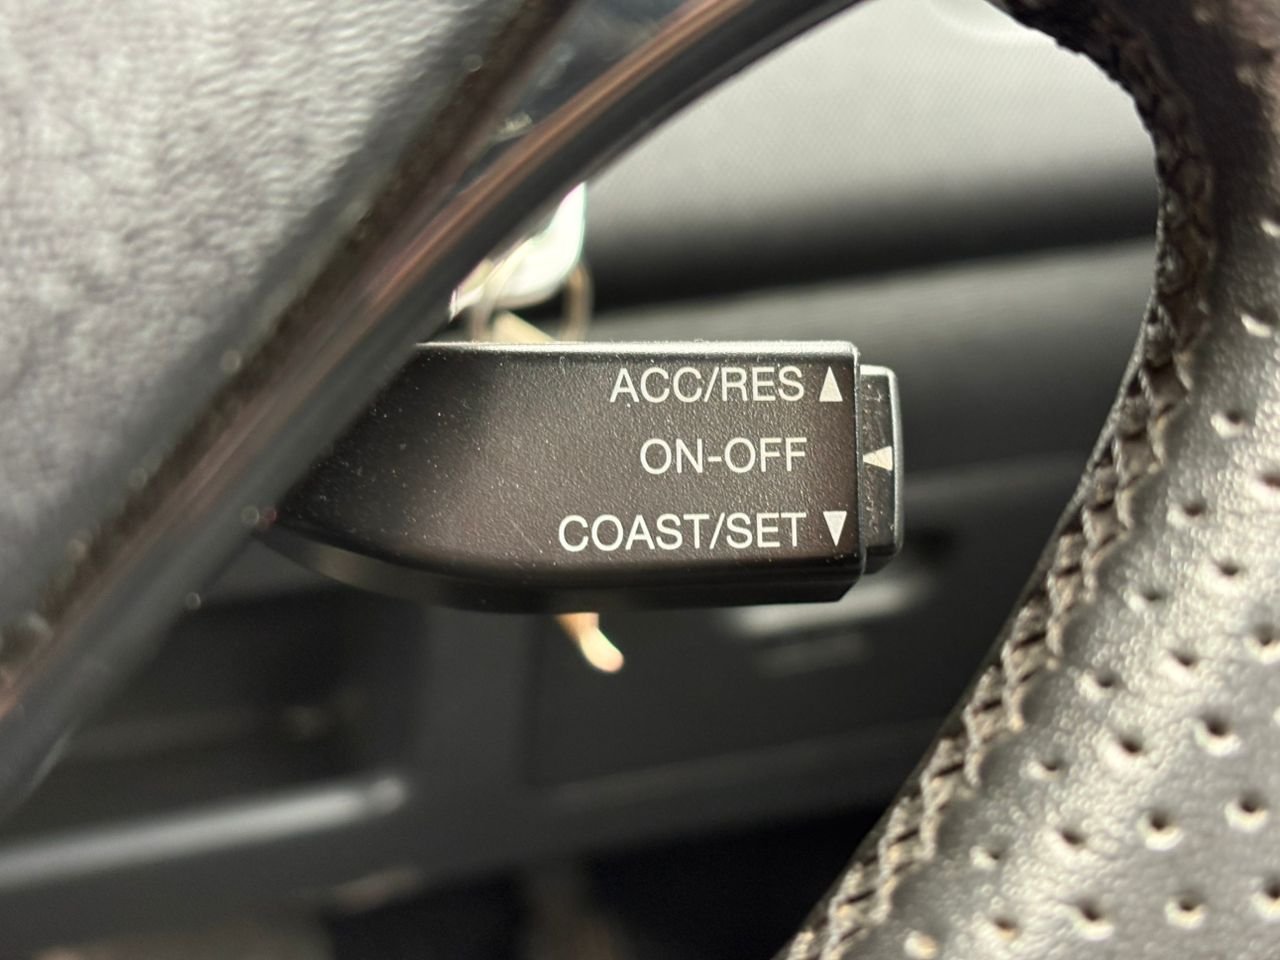 ACC/RES ▲
ON-OFF
COAST/SET ▼